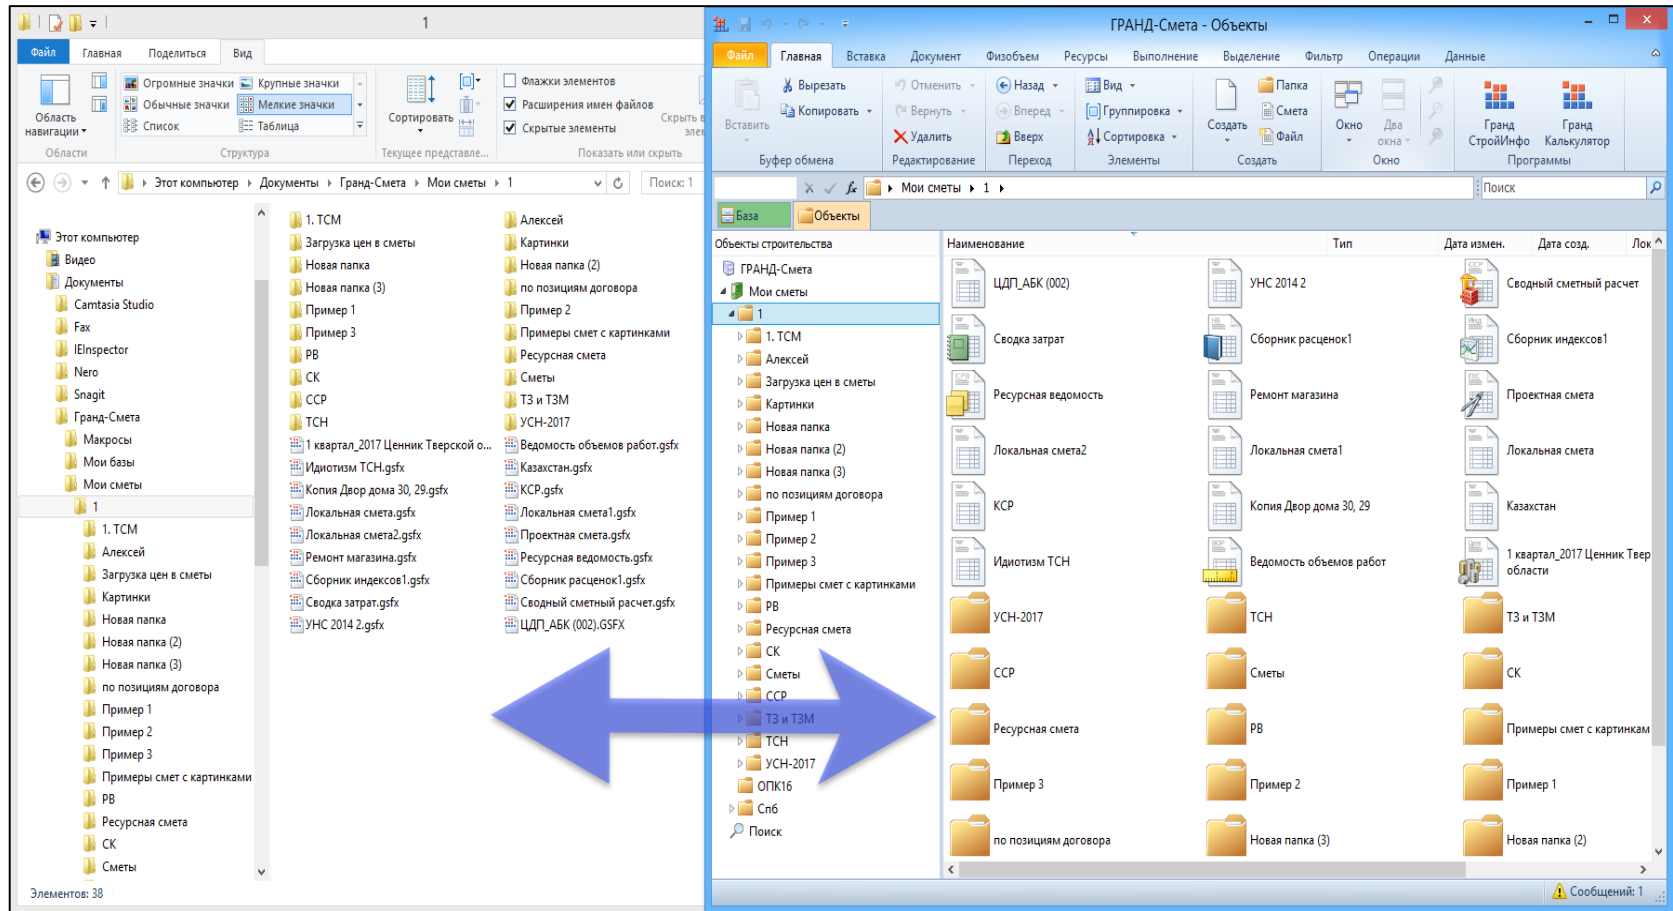 1
Файл Главная Поделиться Вид
Область навигации
Огромные значки Крупные значки
Обычные значки Мелкие значки
Список Таблица
Сортировать
Флажки элементов
Расширения имен файлов
Скрытые элементы
Области Структура Текущее представле... Показать или скрыть
Этот компьютер Документы Гранд-Смета Мои сметы 1
Поиск: 1
Этот компьютер
Видео
Документы
Camtasia Studio
Fax
IEInspector
Nero
Snagit
Гранд-Смета
Макросы
Мои базы
Мои сметы
1
1. ТСМ
Алексей
Загрузка цен в сметы
Картинки
Новая папка
Новая папка (2)
Новая папка (3)
по позициям договора
Пример 1
Пример 2
Пример 3
Примеры смет с картинками
РВ
Ресурсная смета
СК
Сметы
1. ТСМ Алексей
Загрузка цен в сметы Картинки
Новая папка Новая папка (2)
Новая папка (3) по позициям договора
Пример 1 Пример 2
Пример 3 Примеры смет с картинками
РВ Ресурсная смета
СК Сметы
ССР ТЗ и ТЗМ
ТСН УСН-2017
1 квартал_2017 Ценник Тверской о... Ведомость объемов работ.gsfx
Идиотизм ТСН.gsfx Казахстан.gsfx
Копия Двор дома 30, 29.gsfx КСР.gsfx
Локальная смета.gsfx Локальная смета1.gsfx
Локальная смета2.gsfx Проектная смета.gsfx
Ремонт магазина.gsfx Ресурсная ведомость.gsfx
Сборник индексов1.gsfx Сборник расценок1.gsfx
Сводка затрат.gsfx Сводный сметный расчет.gsfx
УНС 2014 2.gsfx ЦДП_АБК (002).GSFX
Элементов: 38
ГРАНД-Смета - Объекты
Файл Главная Вставка Документ Физобъем Ресурсы Выполнение Выделение Фильтр Операции Данные
Вставить
Вырезать
Копировать
Отменить
Вернуть
Удалить
Назад
Вперед
Вверх
Вид
Группировка
Сортировка
Создать
Папка
Смета
Файл
Окно
Два окна
Гранд СтройИнфо
Гранд Калькулятор
Буфер обмена Редактирование Переход Элементы Создать Окно Программы
fx Мои сметы 1
Поиск
База Объекты
Объекты строительства
ГРАНД-Смета
Мои сметы
1
1. ТСМ
Алексей
Загрузка цен в сметы
Картинки
Новая папка
Новая папка (2)
Новая папка (3)
по позициям договора
Пример 1
Пример 2
Пример 3
Примеры смет с картинками
РВ
Ресурсная смета
СК
Сметы
ССР
ТЗ и ТЗМ
ТСН
УСН-2017
ОПК16
Спб
Поиск
Наименование Тип Дата измен. Дата созд. Лок
ЦДП_АБК (002) УНС 2014 2 Сводный сметный расчет
Сводка затрат Сборник расценок1 Сборник индексов1
Ресурсная ведомость Ремонт магазина Проектная смета
Локальная смета2 Локальная смета1 Локальная смета
КСР Копия Двор дома 30, 29 Казахстан
Идиотизм ТСН Ведомость объемов работ 1 квартал_2017 Ценник Твер
области
УСН-2017 ТСН ТЗ и ТЗМ
ССР Сметы СК
Ресурсная смета РВ Примеры смет с картинкам
Пример 3 Пример 2 Пример 1
по позициям договора Новая папка (3) Новая папка (2)
Сообщений: 1